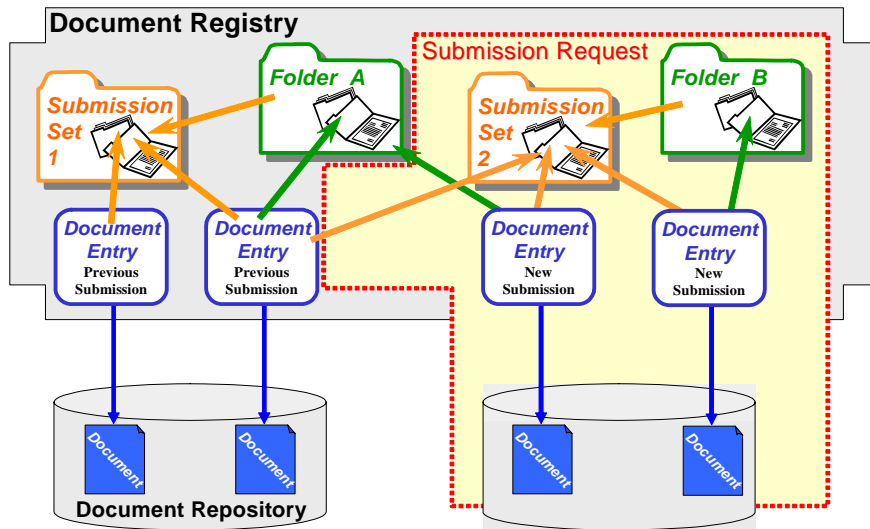 Document Registry
Submission Request
Submission
Set
1
Folder A
Submission
Set
2
Folder B
Document
Entry
Previous
Submission
Document
Entry
Previous
Submission
Document
Entry
New
Submission
Document
Entry
New
Submission
Document
Document
Document
Document
Document Repository